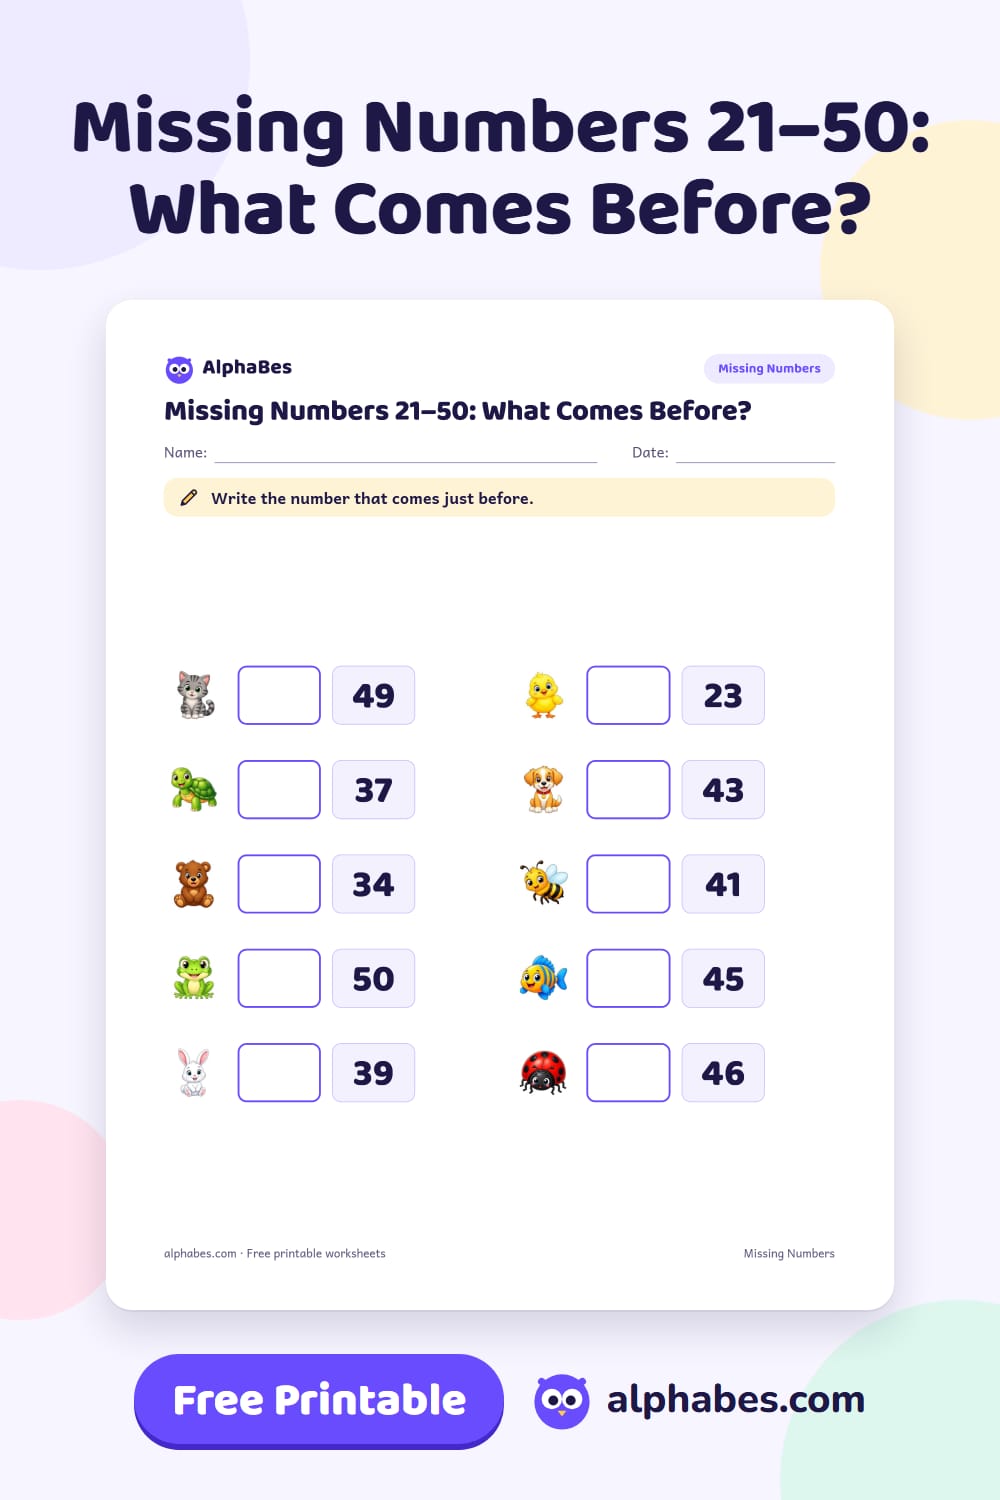 Missing Numbers 21–50:
What Comes Before?
AlphaBes
Missing Numbers
Missing Numbers 21–50: What Comes Before?
Name:
Date:
Write the number that comes just before.
49
23
37
43
34
41
50
45
39
46
alphabes.com · Free printable worksheets
Missing Numbers
Free Printable
alphabes.com